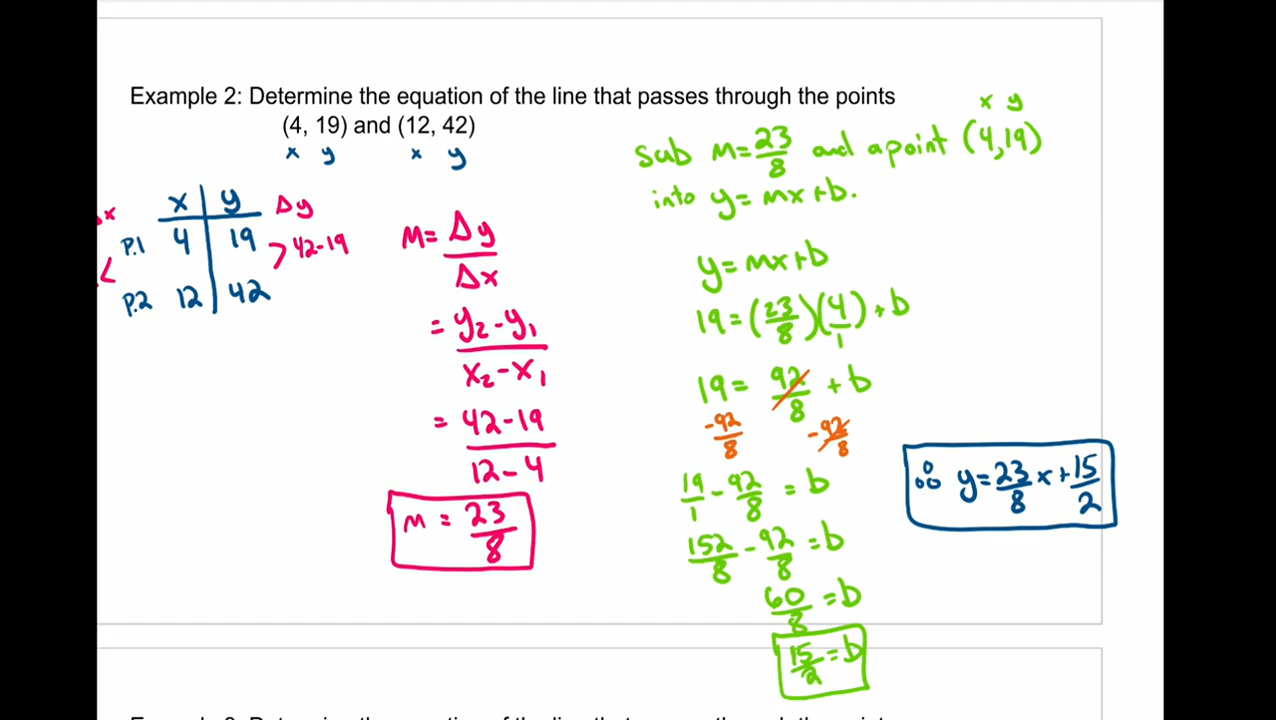 Example 2: Determine the equation of the line that passes through the points
(4, 19) and (12, 42)
x y x y
x y Δy
P.1 4 19 >42-19
<
P.2 12 42
m = Δy/Δx
= y₂-y₁/x₂-x₁
= 42-19/12-4
m = 23/8
x y
sub m=23/8 and a point (4,19)
into y=mx+b.
y=mx+b
19=(23/8)(4/1)+b
19= 92/8 +b
-92/8 -92/8
19/1 - 92/8 = b
152/8 - 92/8 = b
60/8 = b
15/2 = b
∴ y=23/8x+15/2